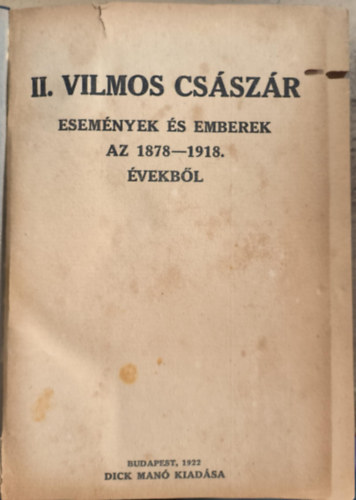 II. VILMOS CSÁSZÁR
ESEMÉNYEK ÉS EMBEREK
AZ 1878—1918.
ÉVEKBŐL
BUDAPEST, 1922
DICK MANÓ KIADÁSA